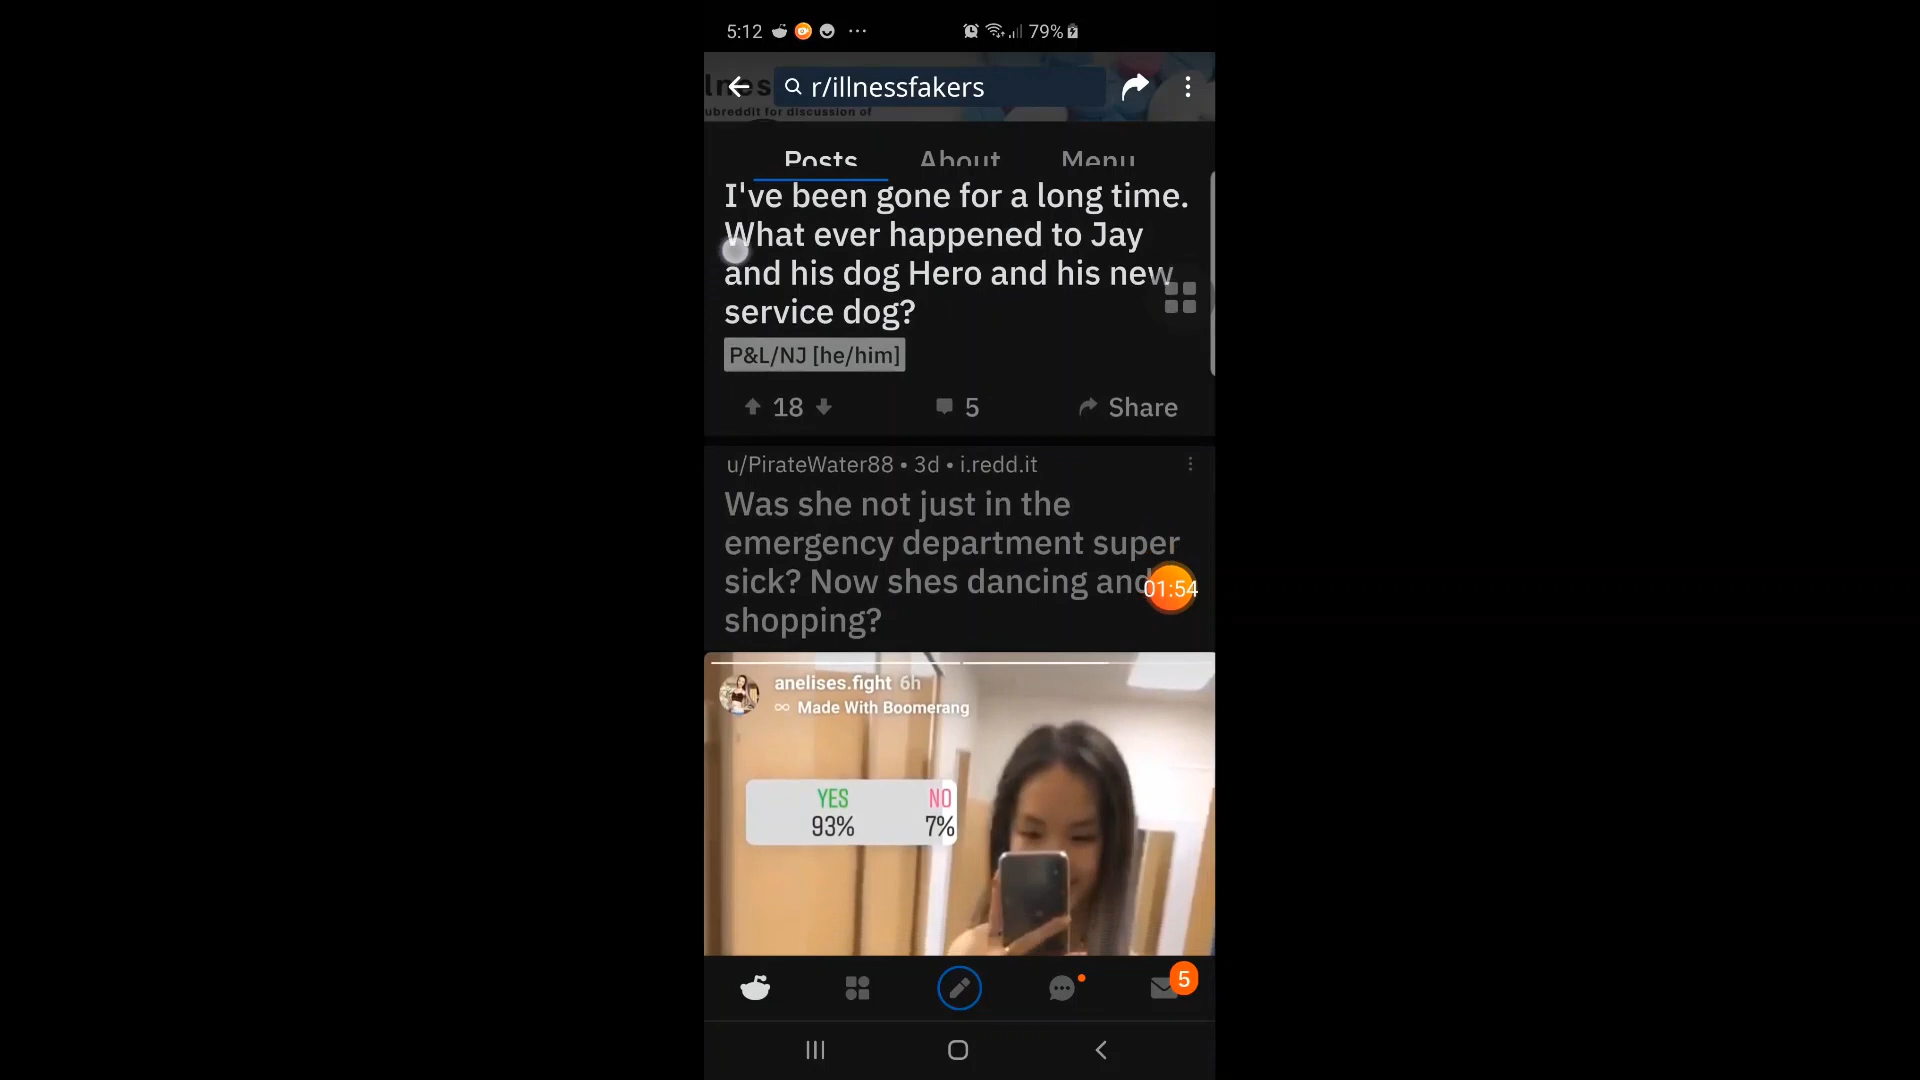 5:12 ... 79%
lnes
r/illnessfakers
ubreddit for discussion of
Posts About Menu
I've been gone for a long time.
What ever happened to Jay
and his dog Hero and his new
service dog?
P&L/NJ [he/him]
18 5 Share
u/PirateWater88 • 3d • i.redd.it
Was she not just in the
emergency department super
sick? Now shes dancing and
shopping?
01:54
anelises.fight 6h
∞ Made With Boomerang
YES NO
93% 7%
5